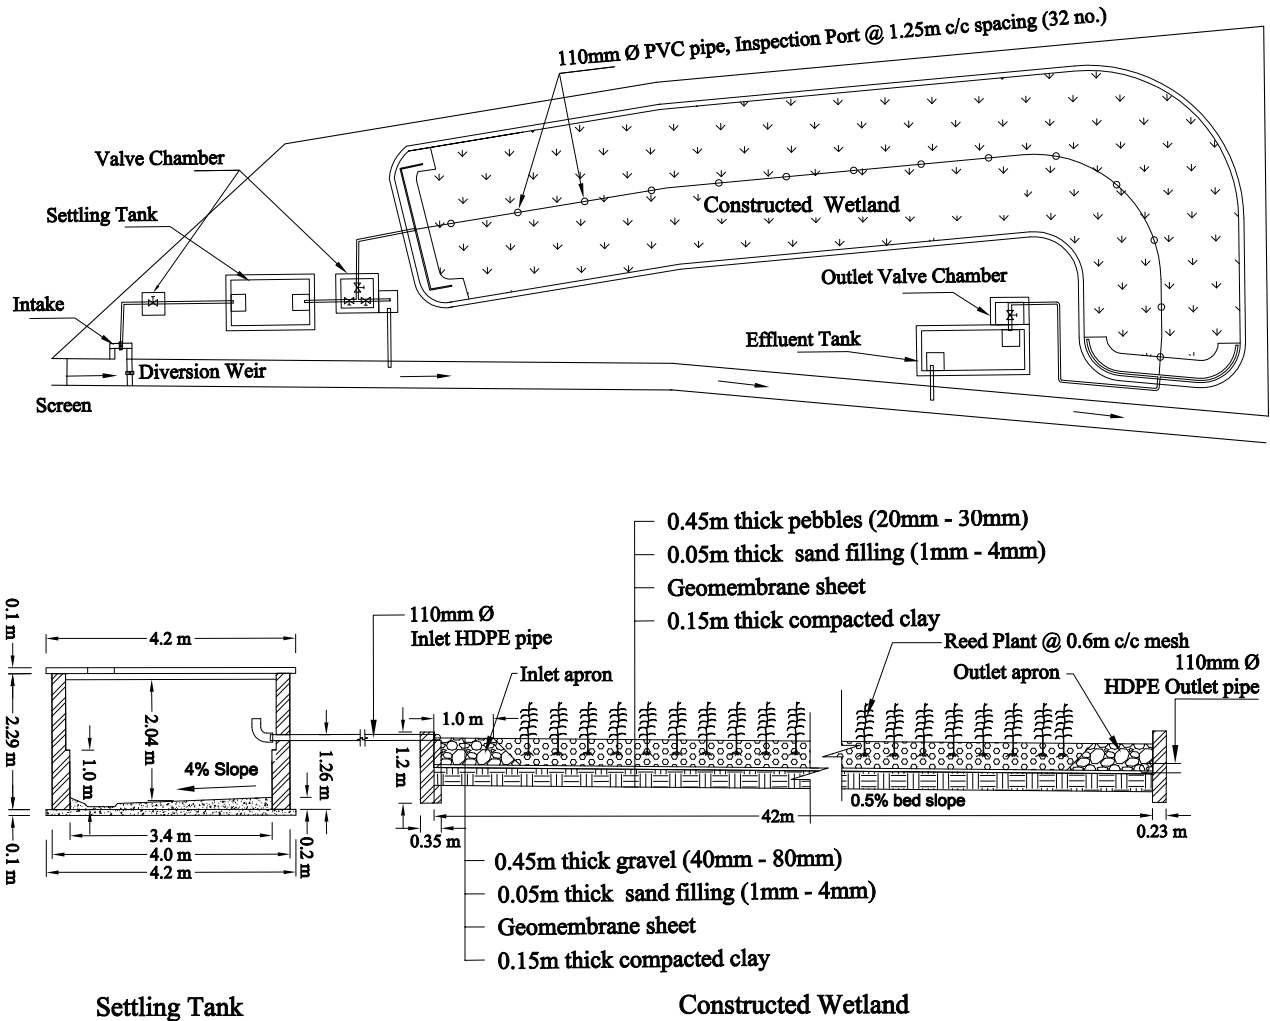 110mm Ø PVC pipe, Inspection Port @ 1.25m c/c spacing (32 no.)
Valve Chamber
Settling Tank
Constructed Wetland
Intake
Outlet Valve Chamber
Effluent Tank
Diversion Weir
Screen
0.45m thick pebbles (20mm - 30mm)
0.05m thick sand filling (1mm - 4mm)
Geomembrane sheet
0.15m thick compacted clay
110mm Ø
Inlet HDPE pipe
Reed Plant @ 0.6m c/c mesh
110mm Ø
HDPE Outlet pipe
Inlet apron
Outlet apron
0.1 m
4.2 m
2.29 m
2.04 m
1.0 m
4% Slope
1.26 m
1.2 m
1.0 m
0.5% bed slope
42m
0.35 m
0.23 m
3.4 m
4.0 m
4.2 m
0.1 m
0.2 m
0.45m thick gravel (40mm - 80mm)
0.05m thick sand filling (1mm - 4mm)
Geomembrane sheet
0.15m thick compacted clay
Settling Tank
Constructed Wetland